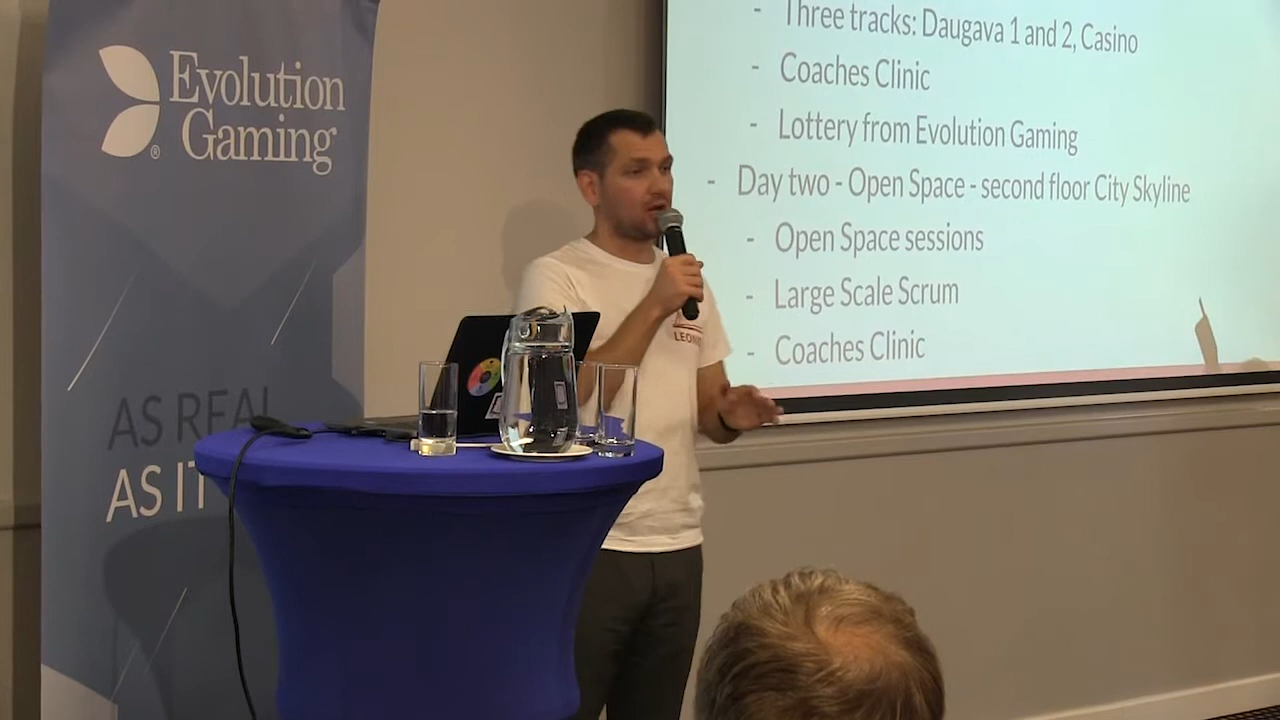 Evolution
Gaming
®
AS REAL
AS IT
- Three tracks: Daugava 1 and 2, Casino
- Coaches Clinic
- Lottery from Evolution Gaming
- Day two - Open Space - second floor City Skyline
- Open Space sessions
- Large Scale Scrum
- Coaches Clinic